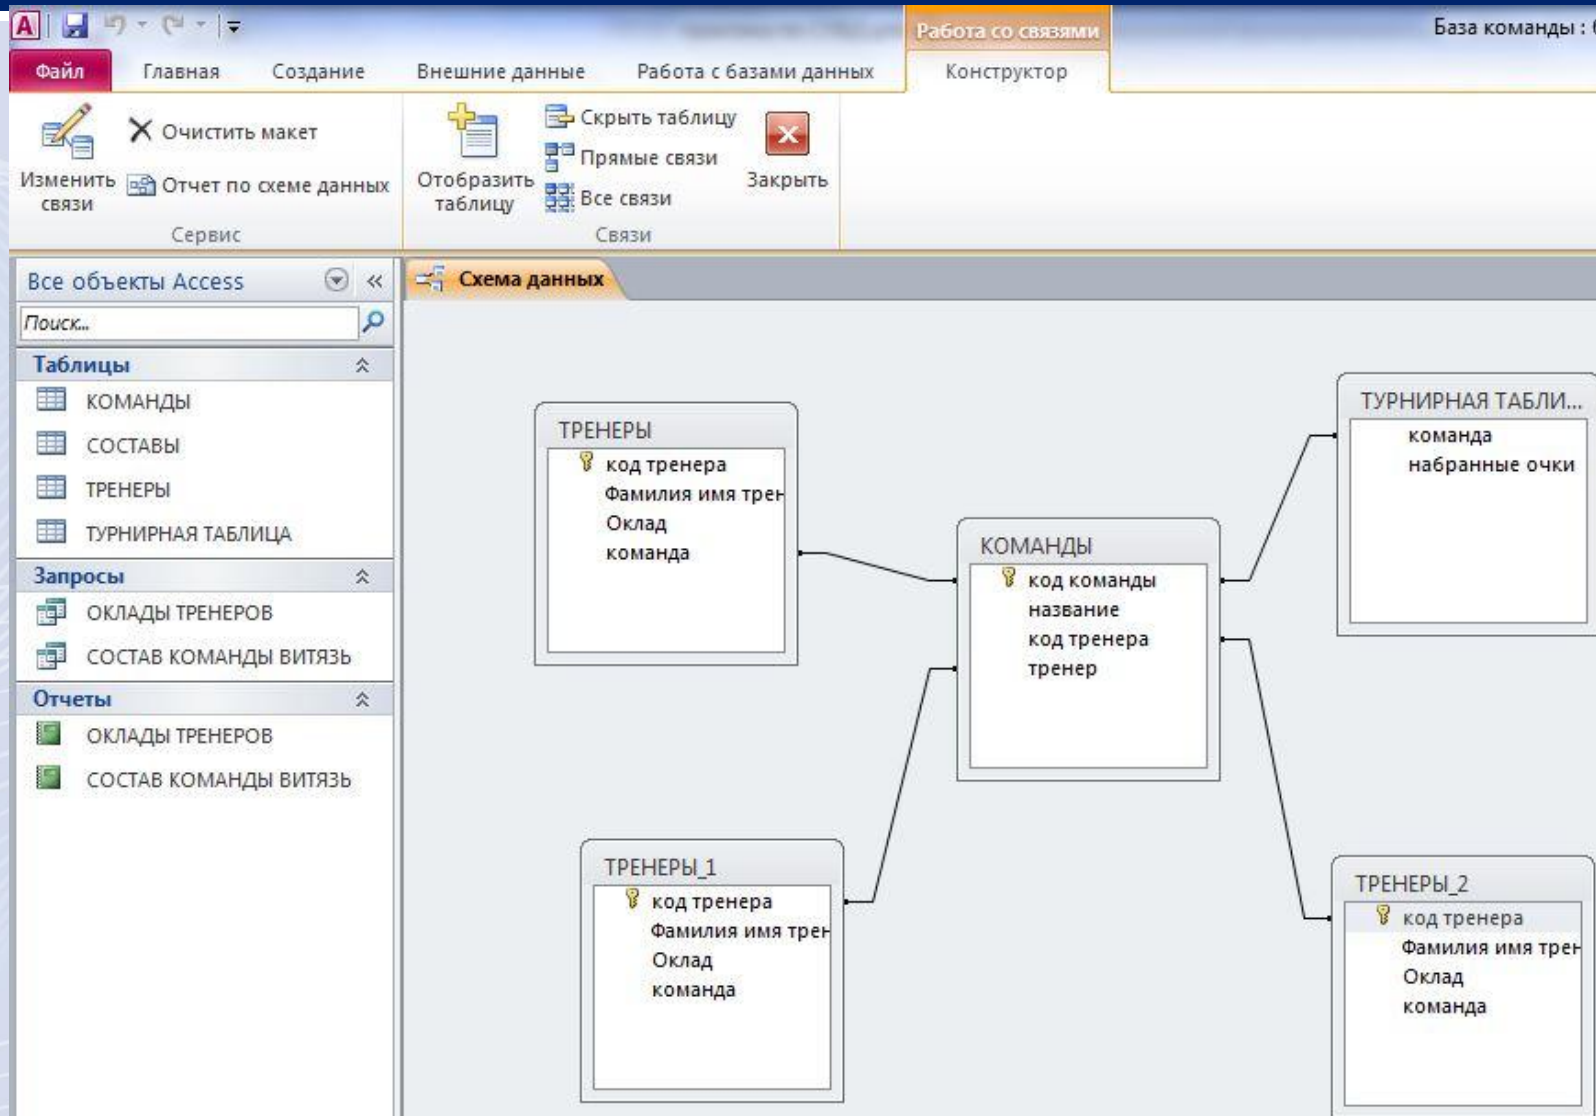 A
Работа со связями
База команды :
Файл
Главная
Создание
Внешние данные
Работа с базами данных
Конструктор
Изменить связи
Очистить макет
Отчет по схеме данных
Сервис
Отобразить таблицу
Скрыть таблицу
Прямые связи
Все связи
Закрыть
Связи
Все объекты Access
Поиск...
Таблицы
КОМАНДЫ
СОСТАВЫ
ТРЕНЕРЫ
ТУРНИРНАЯ ТАБЛИЦА
Запросы
ОКЛАДЫ ТРЕНЕРОВ
СОСТАВ КОМАНДЫ ВИТЯЗЬ
Отчеты
ОКЛАДЫ ТРЕНЕРОВ
СОСТАВ КОМАНДЫ ВИТЯЗЬ
Схема данных
ТРЕНЕРЫ
код тренера
Фамилия имя трен
Оклад
команда
КОМАНДЫ
код команды
название
код тренера
тренер
ТУРНИРНАЯ ТАБЛИ...
команда
набранные очки
ТРЕНЕРЫ_1
код тренера
Фамилия имя трен
Оклад
команда
ТРЕНЕРЫ_2
код тренера
Фамилия имя трен
Оклад
команда